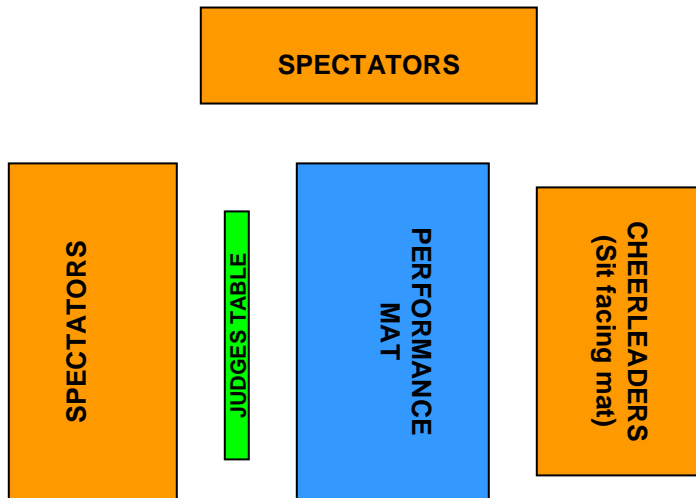 SPECTATORS
SPECTATORS
JUDGES TABLE
PERFORMANCE
MAT
CHEERLEADERS
(Sit facing mat)